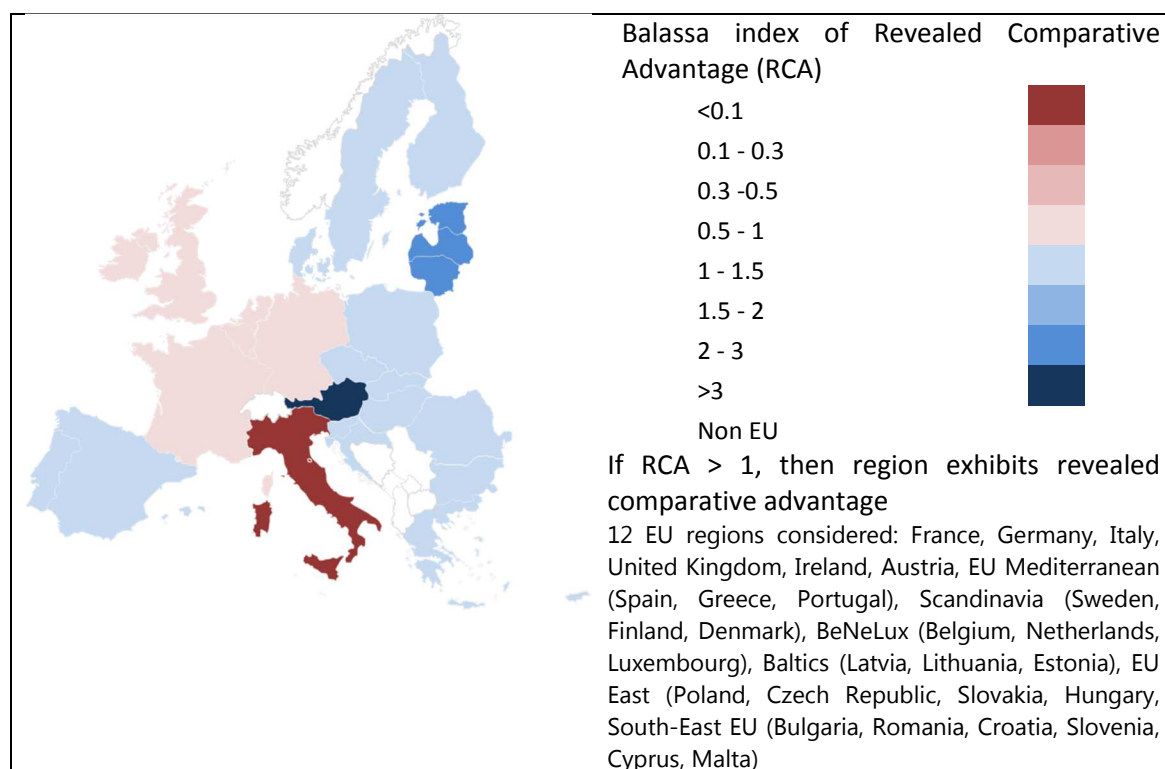 Balassa index of Revealed Comparative
Advantage (RCA)
<0.1
0.1 - 0.3
0.3 -0.5
0.5 - 1
1 - 1.5
1.5 - 2
2 - 3
>3
Non EU
If RCA > 1, then region exhibits revealed
comparative advantage
12 EU regions considered: France, Germany, Italy,
United Kingdom, Ireland, Austria, EU Mediterranean
(Spain, Greece, Portugal), Scandinavia (Sweden,
Finland, Denmark), BeNeLux (Belgium, Netherlands,
Luxembourg), Baltics (Latvia, Lithuania, Estonia), EU
East (Poland, Czech Republic, Slovakia, Hungary,
South-East EU (Bulgaria, Romania, Croatia, Slovenia,
Cyprus, Malta)